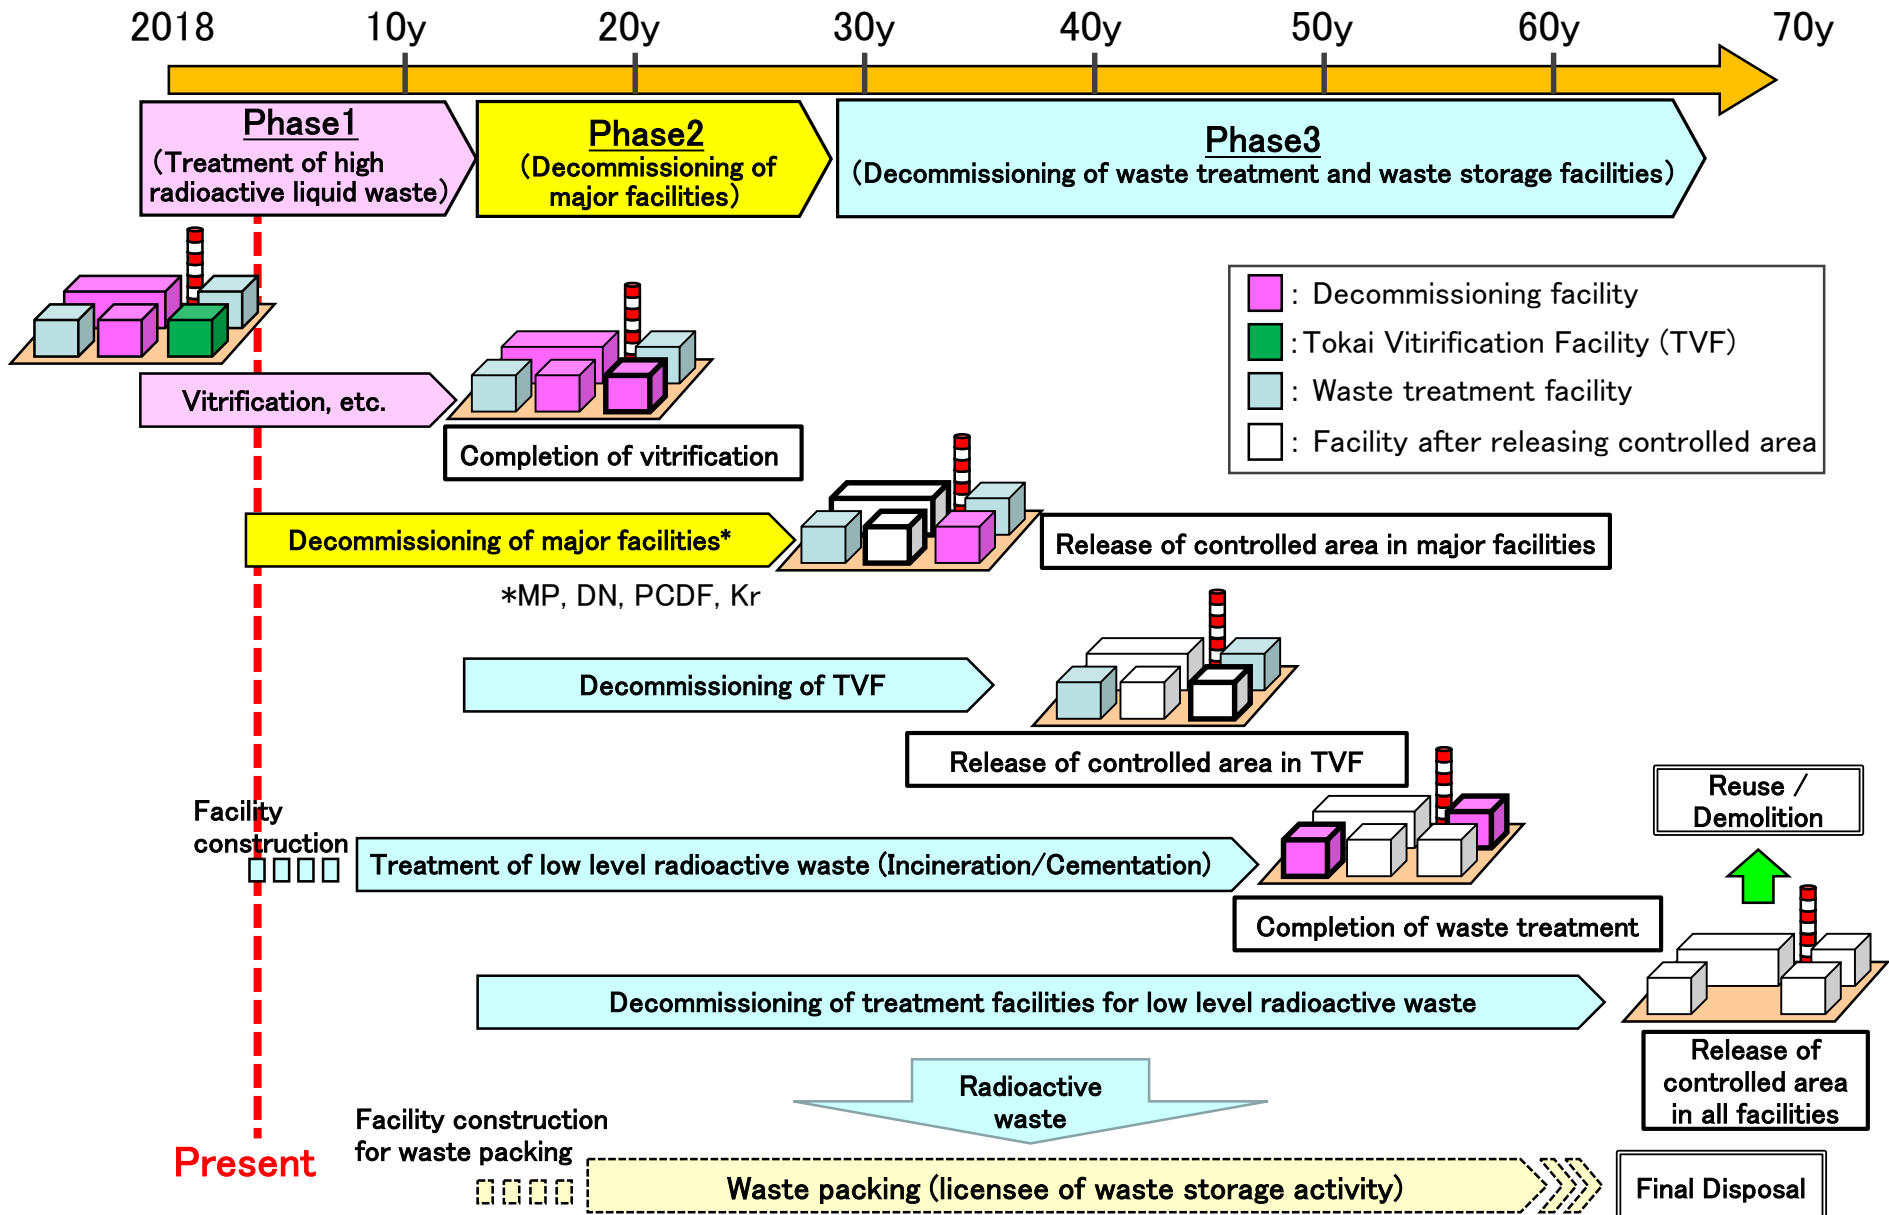 2018 10y 20y 30y 40y 50y 60y 70y
Phase1
(Treatment of high
radioactive liquid waste)
Phase2
(Decommissioning of
major facilities)
Phase3
(Decommissioning of waste treatment and waste storage facilities)
: Decommissioning facility
: Tokai Vitirification Facility (TVF)
: Waste treatment facility
: Facility after releasing controlled area
Vitrification, etc.
Completion of vitrification
Decommissioning of major facilities*
Release of controlled area in major facilities
*MP, DN, PCDF, Kr
Decommissioning of TVF
Release of controlled area in TVF
Facility
construction
Treatment of low level radioactive waste (Incineration/Cementation)
Completion of waste treatment
Reuse /
Demolition
Decommissioning of treatment facilities for low level radioactive waste
Release of
controlled area
in all facilities
Radioactive
waste
Present
Facility construction
for waste packing
Waste packing (licensee of waste storage activity)
Final Disposal